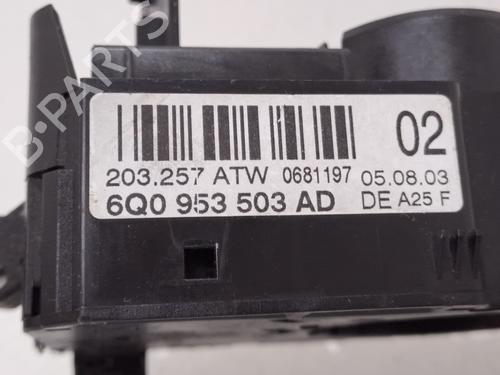 B-PARTS
02
203.257 ATW 0681197 05.08.03
6Q0 953 503 AD DE A25 F